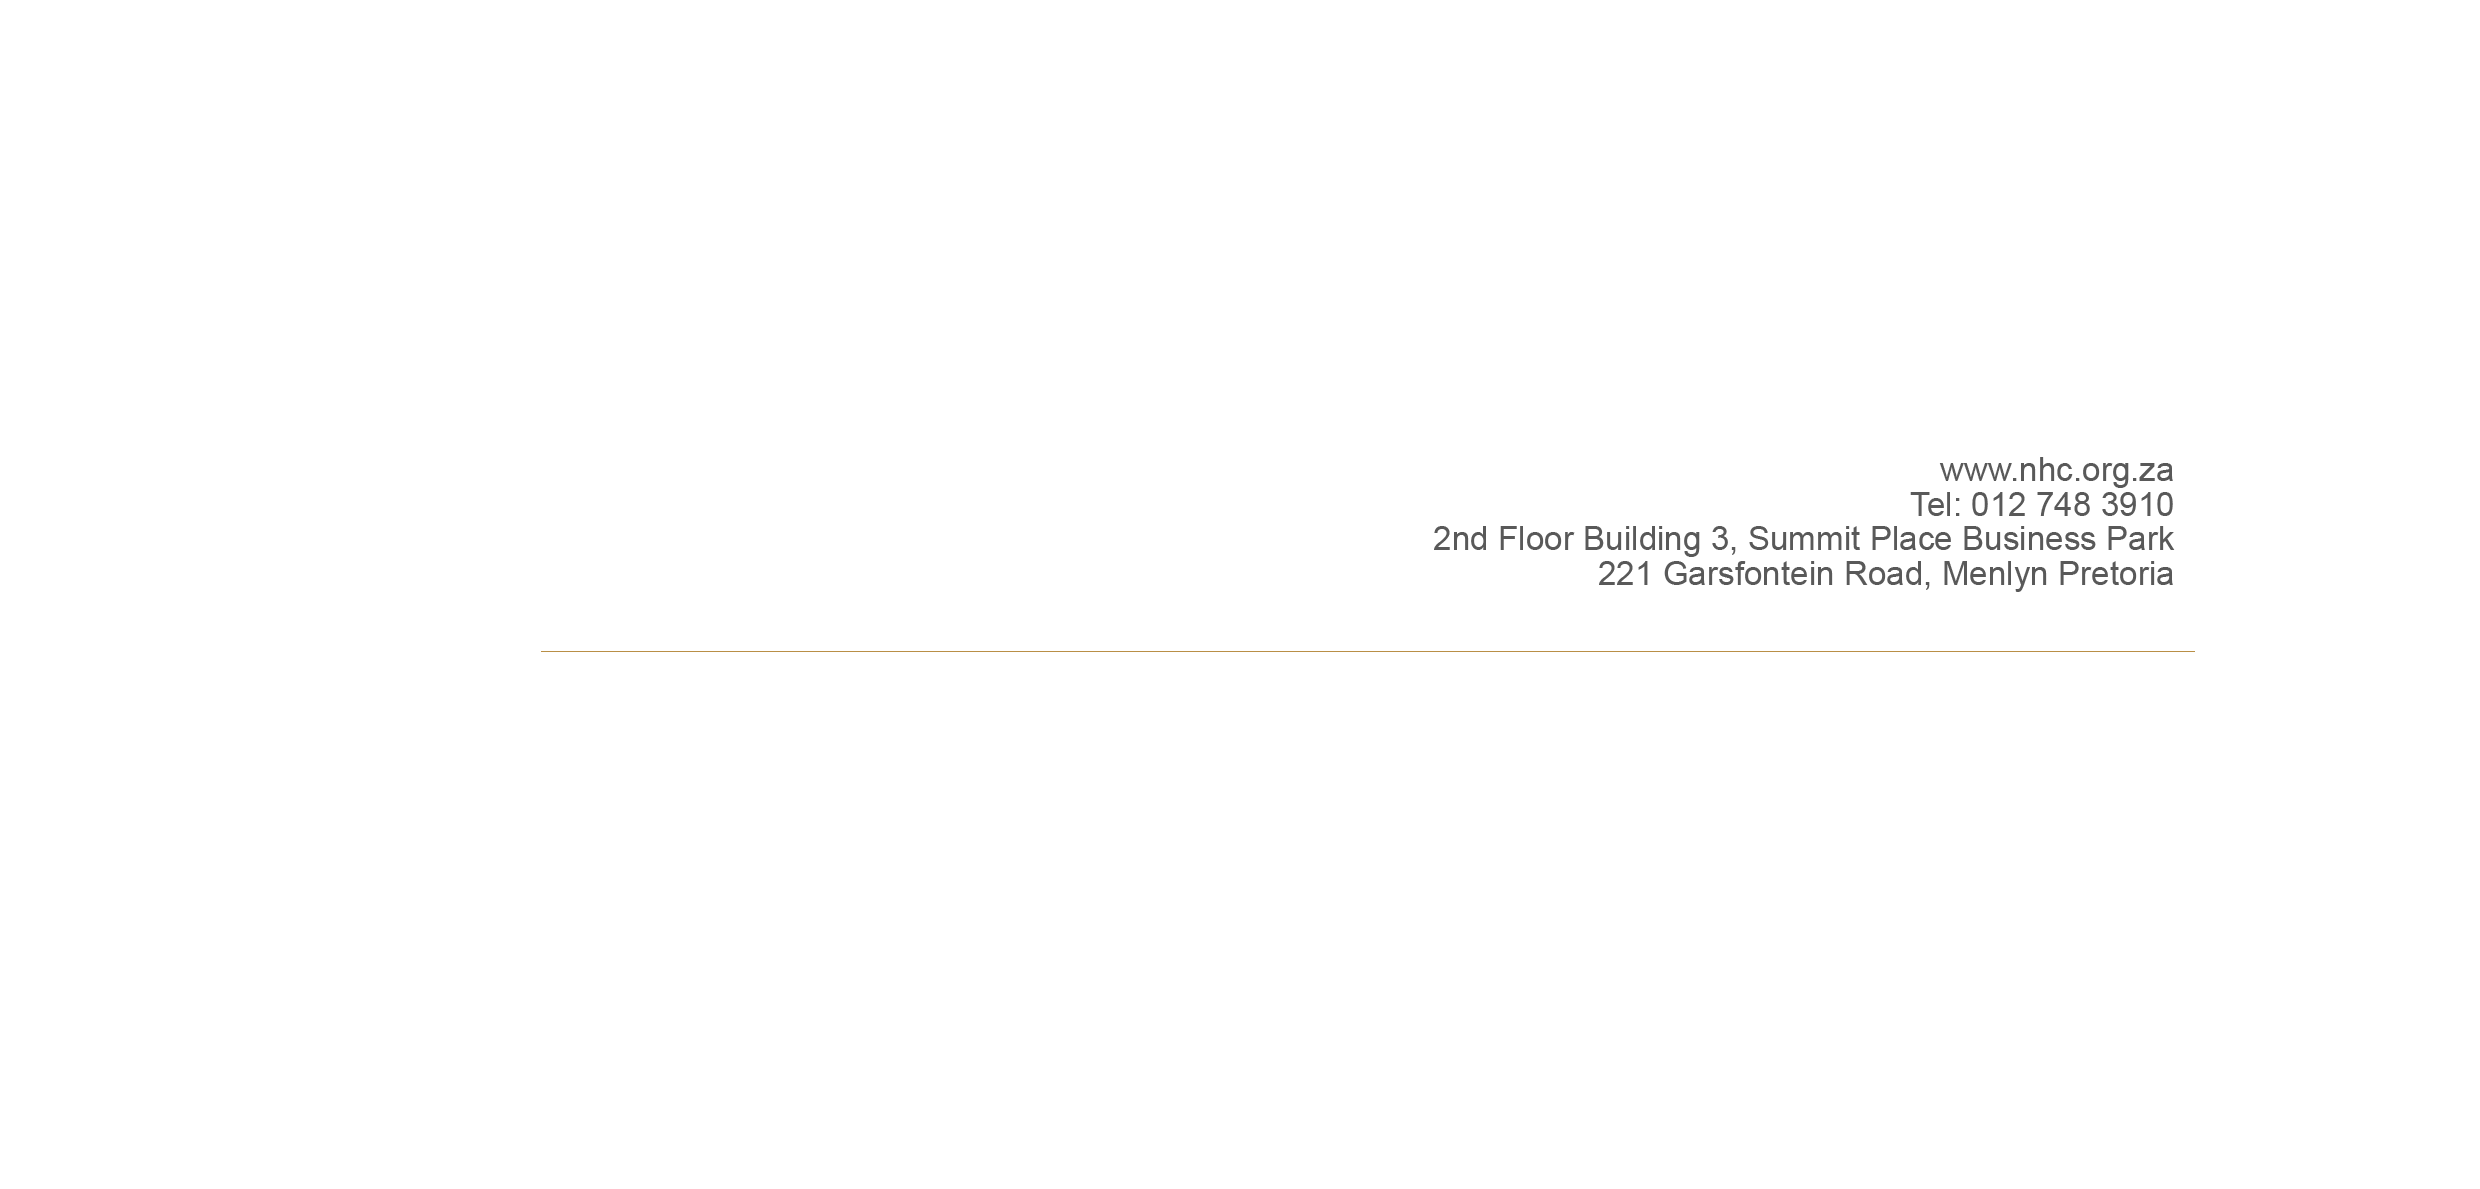 www.nhc.org.za
Tel: 012 748 3910
2nd Floor Building 3, Summit Place Business Park
221 Garsfontein Road, Menlyn Pretoria